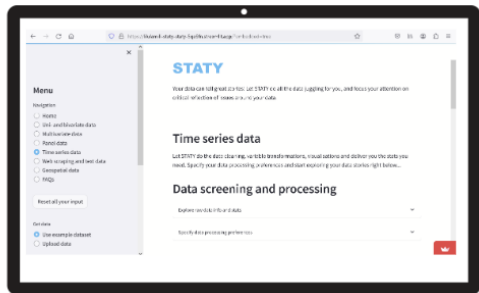 STATY
Your data can tell great stories. Let STATY do all the data juggling for you, and focus your attention on
critical reflection of issues around your data.
Menu
Navigation
Home
Uni- and bivariate data
Multivariate data
Panel data
Time series data
Web scraping and text data
Geospatial data
FAQs
Reset all your input
Get data
Use example dataset
Upload data
Time series data
Let STATY do the data cleaning, variable transformations, visualisations and deliver you the stats you
need. Specify your data processing preferences and start exploring your data stories right below...
Data screening and processing
Explore raw data info and stats
Specify data processing preferences